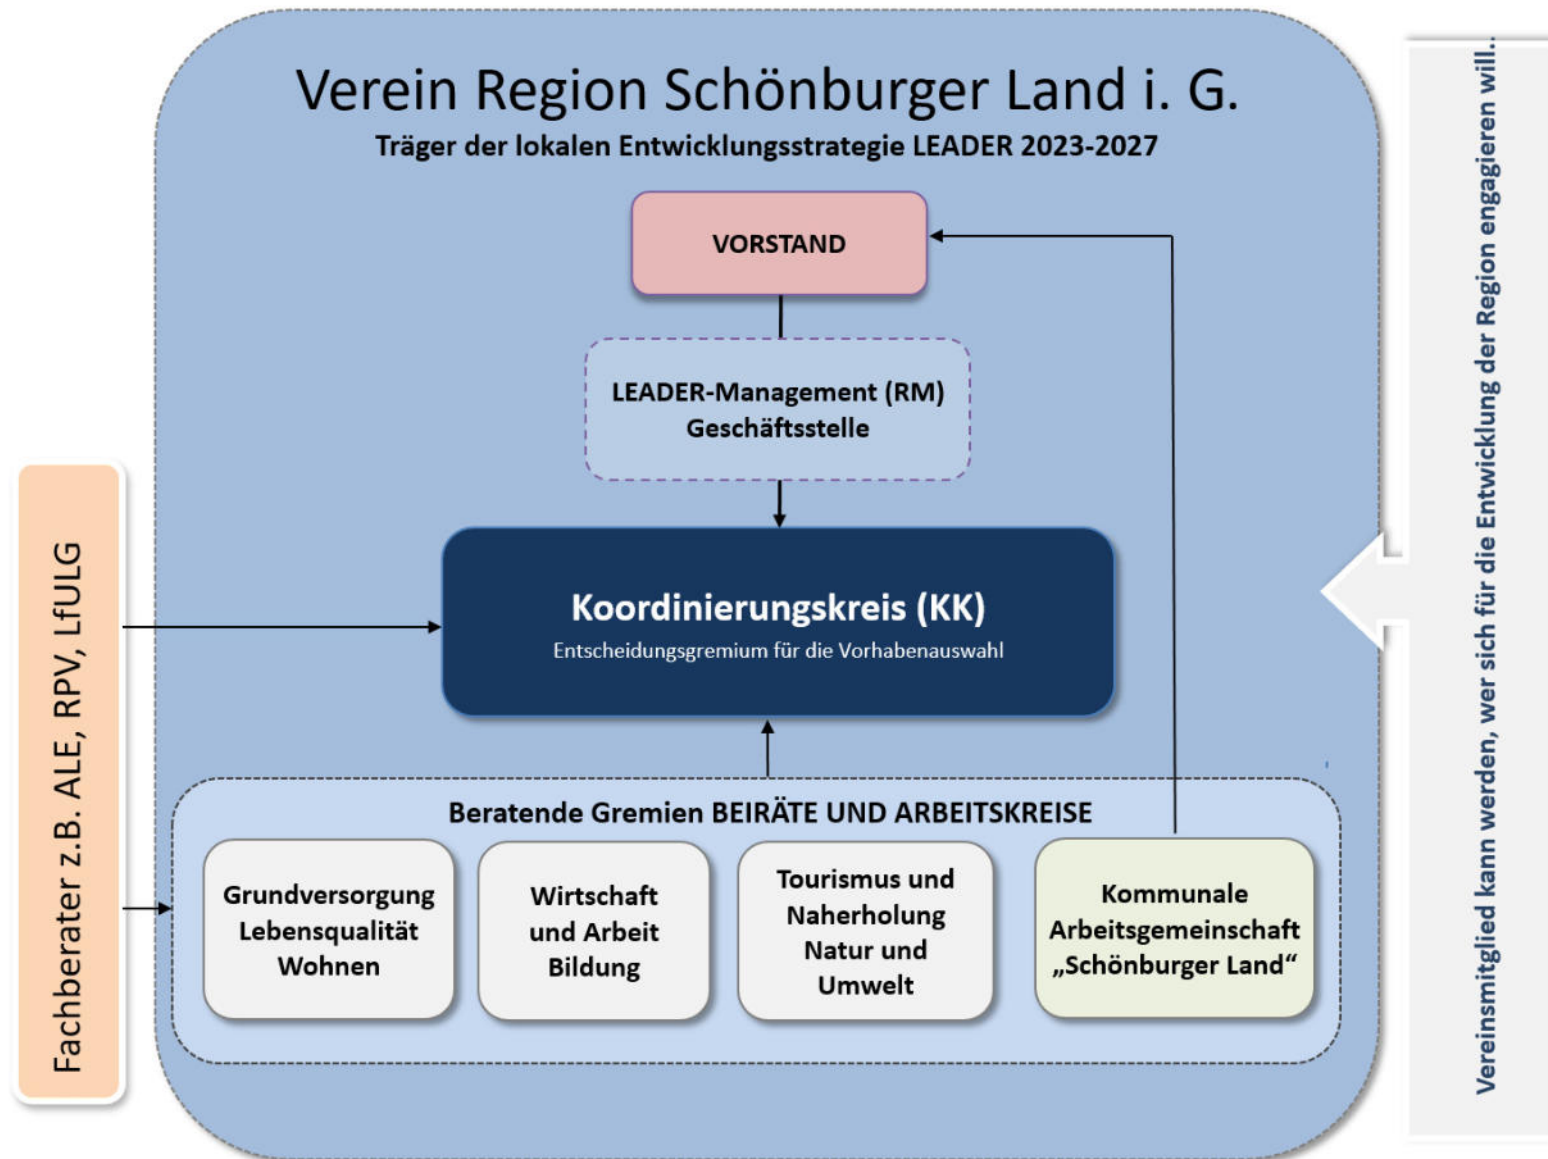 Verein Region Schönburger Land i. G.
Träger der lokalen Entwicklungsstrategie LEADER 2023-2027
VORSTAND
LEADER-Management (RM)
Geschäftsstelle
Koordinierungskreis (KK)
Entscheidungsgremium für die Vorhabenauswahl
Beratende Gremien BEIRÄTE UND ARBEITSKREISE
Grundversorgung
Lebensqualität
Wohnen
Wirtschaft
und Arbeit
Bildung
Tourismus und
Naherholung
Natur und
Umwelt
Kommunale
Arbeitsgemeinschaft
„Schönburger Land“
Fachberater z.B. ALE, RPV, LfULG
Vereinsmitglied kann werden, wer sich für die Entwicklung der Region engagieren will..